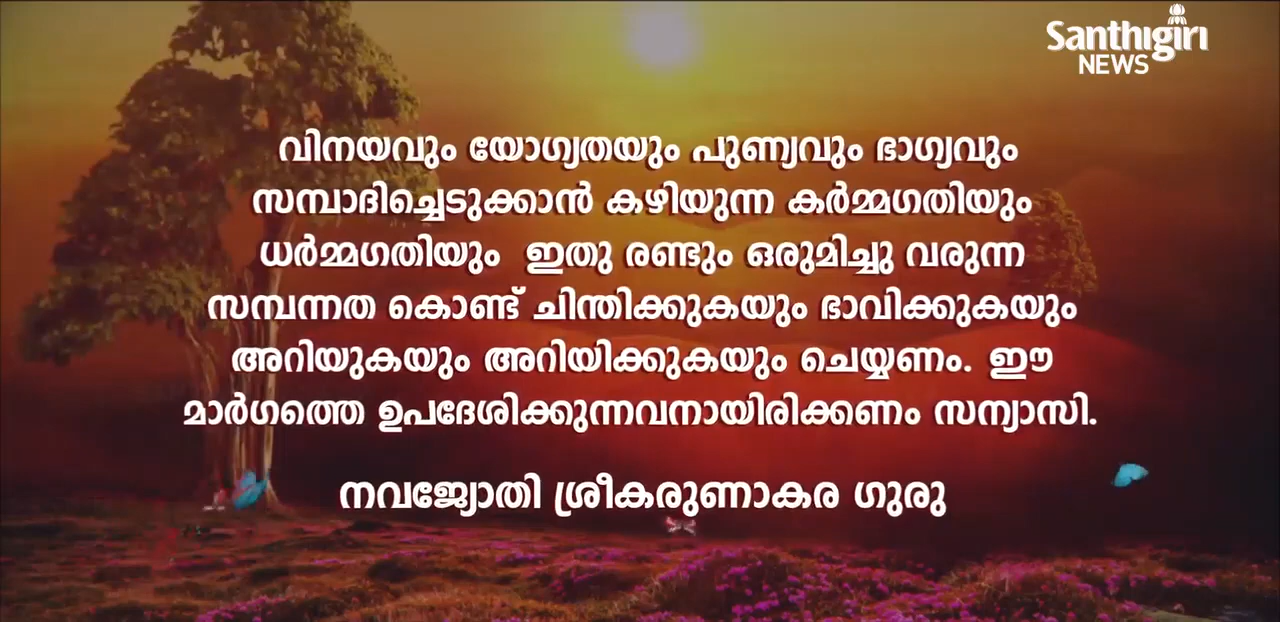 Santhigiri
NEWS
വിനയവും യോഗ്യതയും പുണ്യവും ഭാഗ്യവും
സമ്പാദിച്ചെടുക്കാൻ കഴിയുന്ന കർമ്മഗതിയും
ധർമ്മഗതിയും ഇതു രണ്ടും ഒരുമിച്ചു വരുന്ന
സമ്പന്നത കൊണ്ട് ചിന്തിക്കുകയും ഭാവിക്കുകയും
അറിയുകയും അറിയിക്കുകയും ചെയ്യണം. ഈ
മാർഗത്തെ ഉപദേശിക്കുന്നവനായിരിക്കണം സന്യാസി.
നവജ്യോതി ശ്രീകരുണാകര ഗുരു